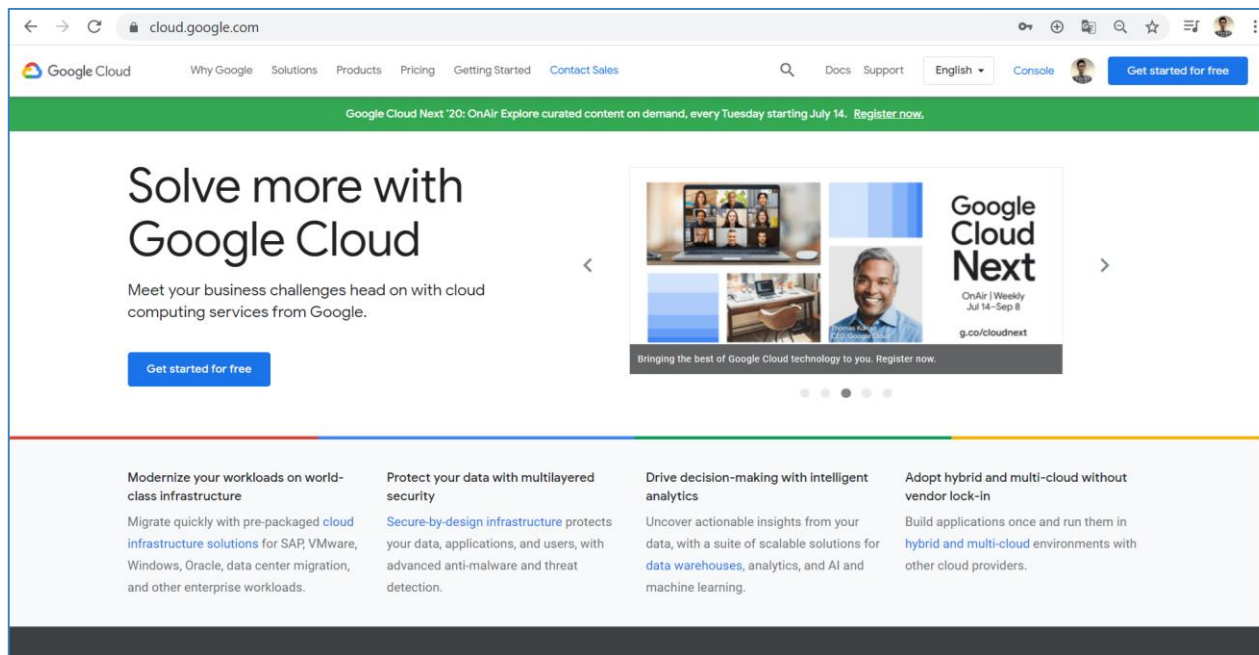 cloud.google.com
Google Cloud
Why Google
Solutions
Products
Pricing
Getting Started
Contact Sales
Docs
Support
English
Console
Get started for free
Google Cloud Next '20: OnAir Explore curated content on demand, every Tuesday starting July 14. Register now.
Solve more with
Google Cloud
Meet your business challenges head on with cloud
computing services from Google.
Get started for free
Google
Cloud
Next
OnAir | Weekly
Jul 14–Sep 8
g.co/cloudnext
Thomas Kurian
CEO, Google Cloud
Bringing the best of Google Cloud technology to you. Register now.
Modernize your workloads on world-
class infrastructure
Migrate quickly with pre-packaged cloud
infrastructure solutions for SAP, VMware,
Windows, Oracle, data center migration,
and other enterprise workloads.
Protect your data with multilayered
security
Secure-by-design infrastructure protects
your data, applications, and users, with
advanced anti-malware and threat
detection.
Drive decision-making with intelligent
analytics
Uncover actionable insights from your
data, with a suite of scalable solutions for
data warehouses, analytics, and AI and
machine learning.
Adopt hybrid and multi-cloud without
vendor lock-in
Build applications once and run them in
hybrid and multi-cloud environments with
other cloud providers.